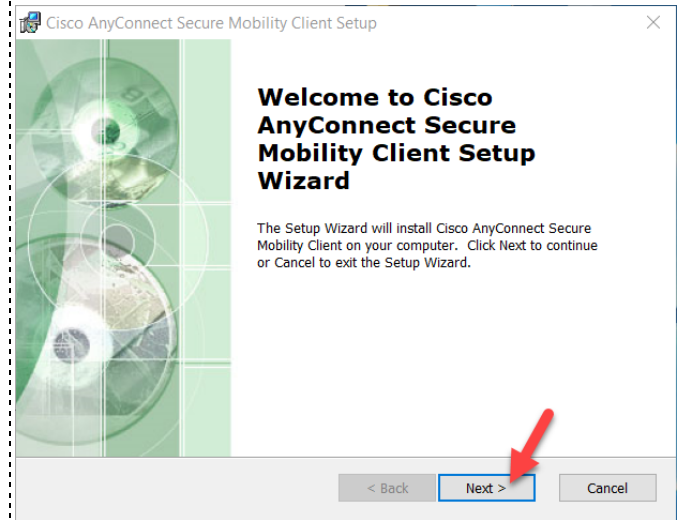 Cisco AnyConnect Secure Mobility Client Setup
Welcome to Cisco
AnyConnect Secure
Mobility Client Setup
Wizard
The Setup Wizard will install Cisco AnyConnect Secure
Mobility Client on your computer.  Click Next to continue
or Cancel to exit the Setup Wizard.
< Back
Next >
Cancel